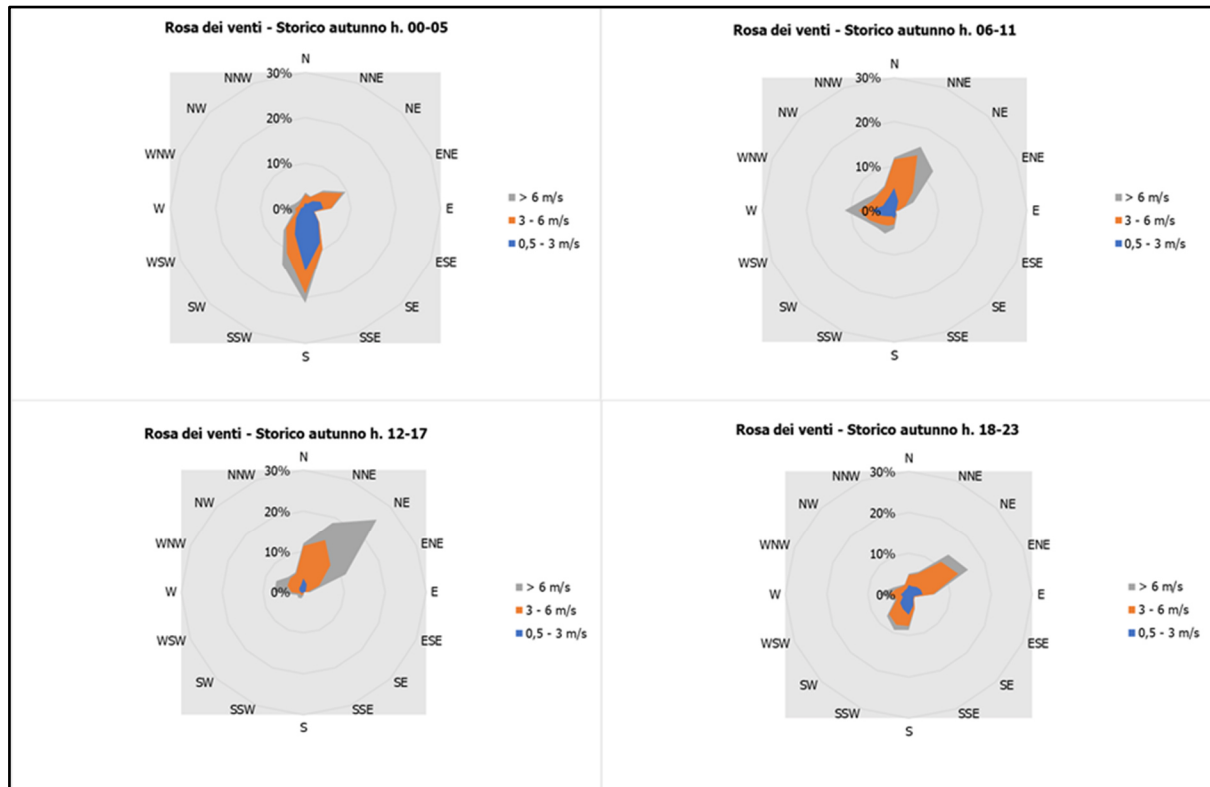 Rosa dei venti - Storico autunno h. 00-05
N
30%
NNW
NNE
NW
NE
20%
WNW
ENE
10%
W
0%
E
WSW
ESE
SW
SE
SSW
SSE
S
> 6 m/s
3 - 6 m/s
0,5 - 3 m/s
Rosa dei venti - Storico autunno h. 06-11
N
30%
NNW
NNE
NW
NE
20%
WNW
ENE
10%
W
0%
E
WSW
ESE
SW
SE
SSW
SSE
S
> 6 m/s
3 - 6 m/s
0,5 - 3 m/s
Rosa dei venti - Storico autunno h. 12-17
N
30%
NNW
NNE
NW
NE
20%
WNW
ENE
10%
W
0%
E
WSW
ESE
SW
SE
SSW
SSE
S
> 6 m/s
3 - 6 m/s
0,5 - 3 m/s
Rosa dei venti - Storico autunno h. 18-23
N
30%
NNW
NNE
NW
NE
20%
WNW
ENE
10%
W
0%
E
WSW
ESE
SW
SE
SSW
SSE
S
> 6 m/s
3 - 6 m/s
0,5 - 3 m/s